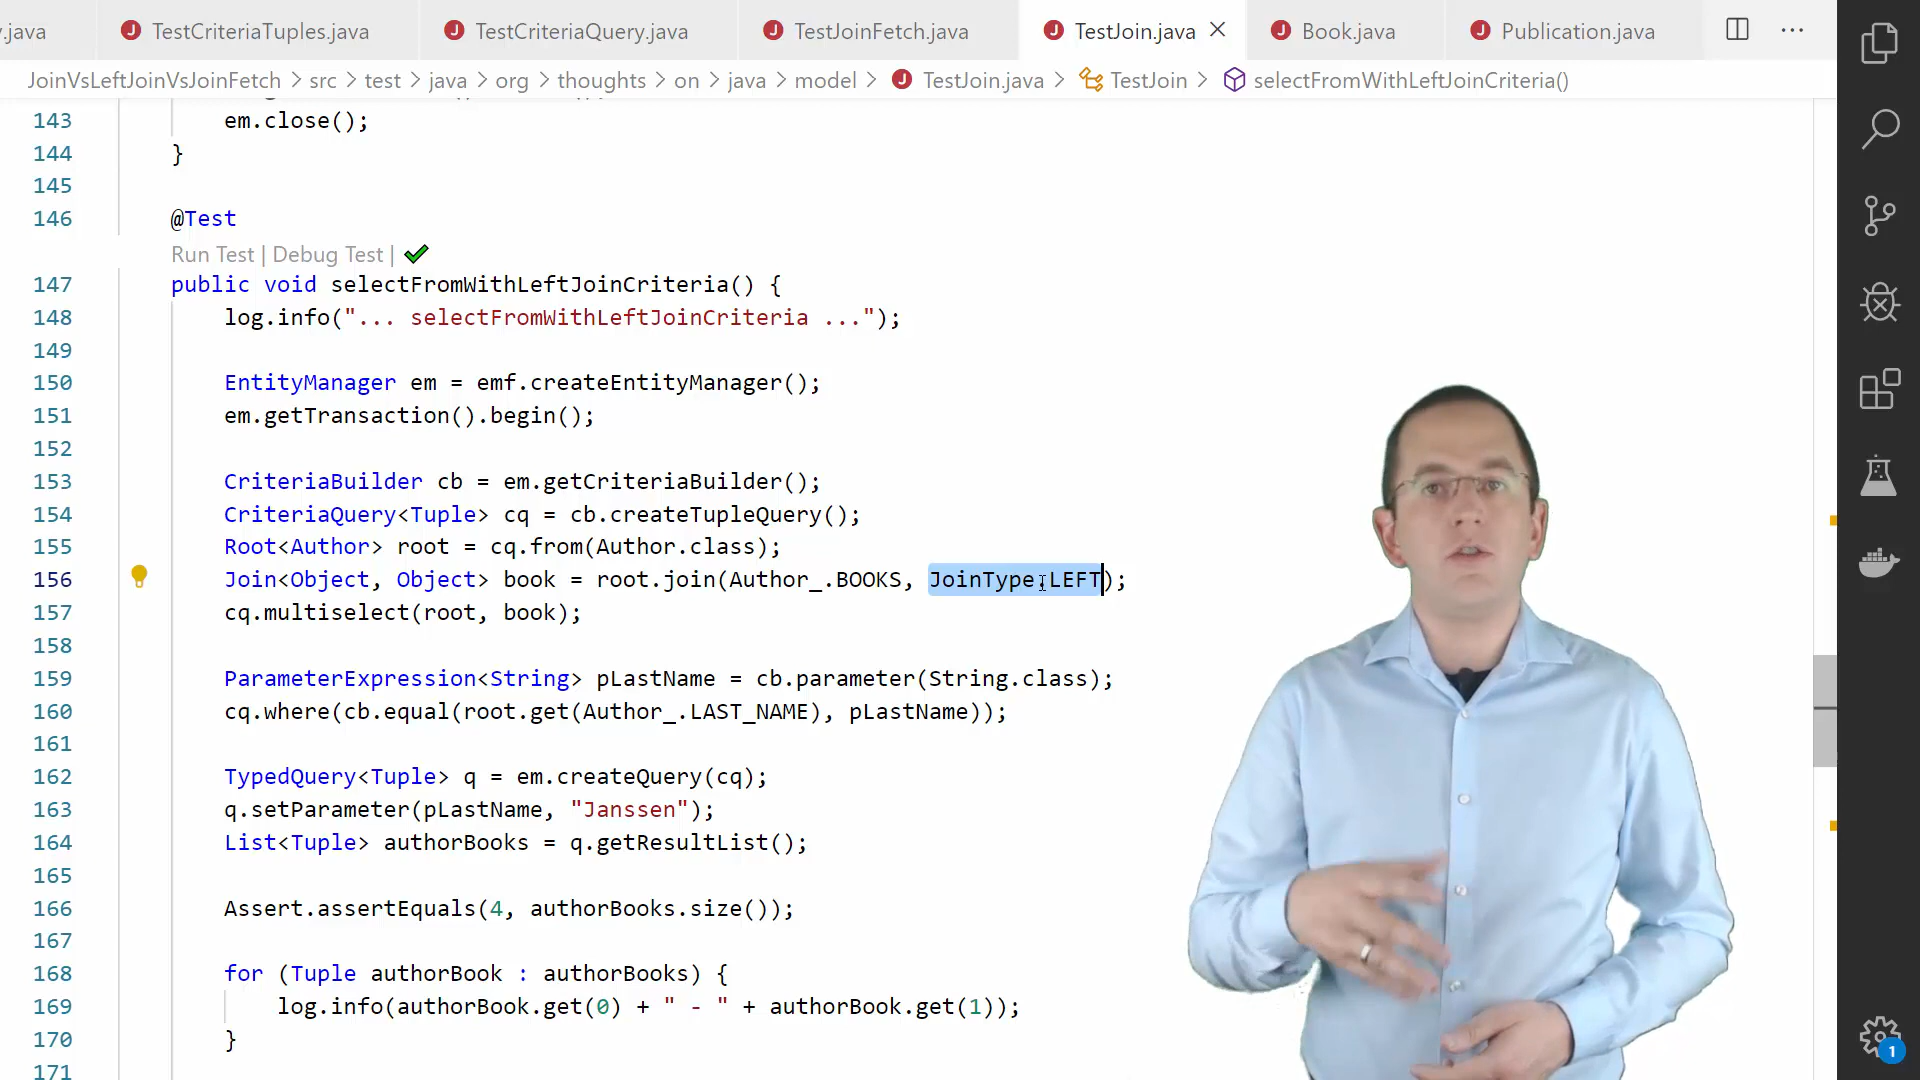 .java TestCriteriaTuples.java TestCriteriaQuery.java TestJoinFetch.java TestJoin.java Book.java Publication.java
JoinVsLeftJoinVsJoinFetch > src > test > java > org > thoughts > on > java > model > TestJoin.java > TestJoin > selectFromWithLeftJoinCriteria()
143 em.close();
144 }
145
146 @Test
Run Test | Debug Test |
147 public void selectFromWithLeftJoinCriteria() {
148 log.info("... selectFromWithLeftJoinCriteria ...");
149
150 EntityManager em = emf.createEntityManager();
151 em.getTransaction().begin();
152
153 CriteriaBuilder cb = em.getCriteriaBuilder();
154 CriteriaQuery<Tuple> cq = cb.createTupleQuery();
155 Root<Author> root = cq.from(Author.class);
156 Join<Object, Object> book = root.join(Author_.BOOKS, JoinType.LEFT);
157 cq.multiselect(root, book);
158
159 ParameterExpression<String> pLastName = cb.parameter(String.class);
160 cq.where(cb.equal(root.get(Author_.LAST_NAME), pLastName));
161
162 TypedQuery<Tuple> q = em.createQuery(cq);
163 q.setParameter(pLastName, "Janssen");
164 List<Tuple> authorBooks = q.getResultList();
165
166 Assert.assertEquals(4, authorBooks.size());
167
168 for (Tuple authorBook : authorBooks) {
169 log.info(authorBook.get(0) + " - " + authorBook.get(1));
170 }
171
1